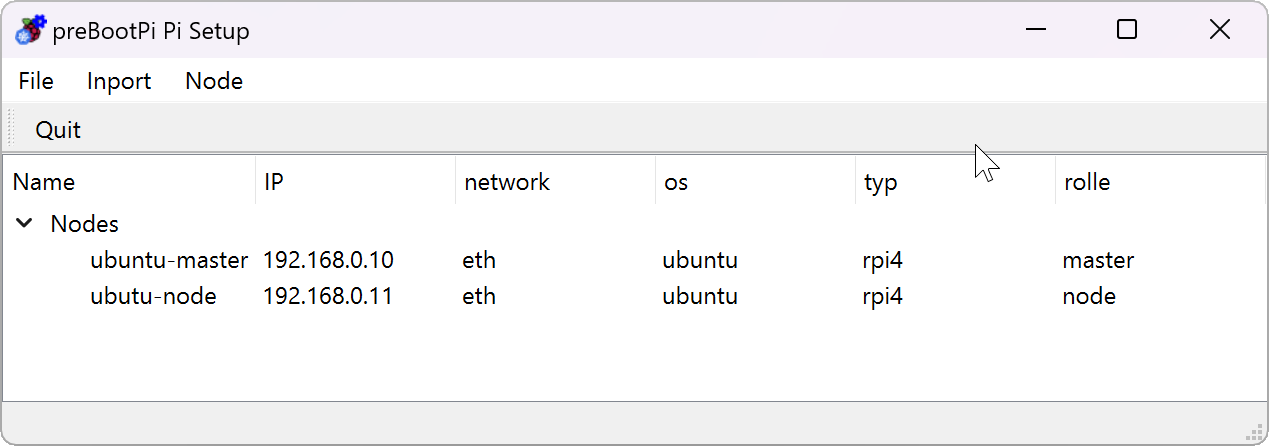 preBootPi Pi Setup
File Inport Node
Quit
Name IP network os typ rolle
Nodes
ubuntu-master 192.168.0.10 eth ubuntu rpi4 master
ubutu-node 192.168.0.11 eth ubuntu rpi4 node